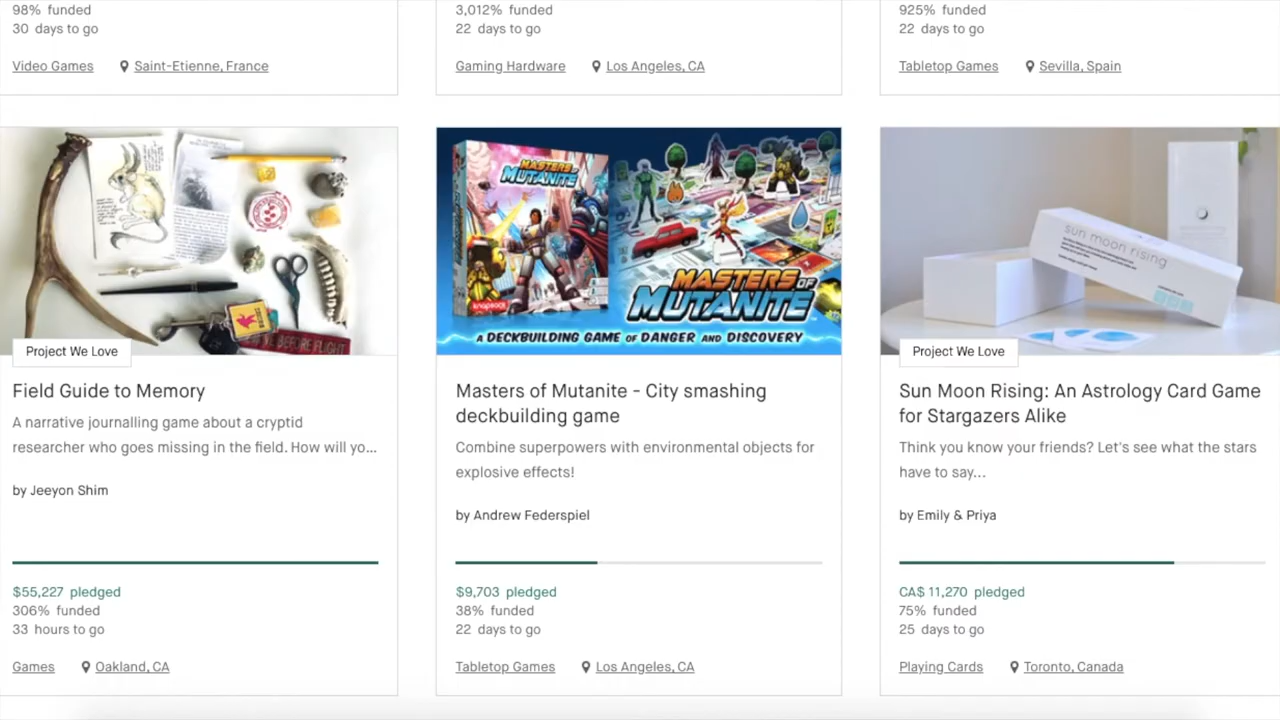 98% funded
30 days to go
Video Games Saint-Etienne, France
3,012% funded
22 days to go
Gaming Hardware Los Angeles, CA
925% funded
22 days to go
Tabletop Games Sevilla, Spain
BEFORE FLIGHT
Project We Love
Field Guide to Memory
A narrative journalling game about a cryptid
researcher who goes missing in the field. How will yo...
by Jeeyon Shim
$55,227 pledged
306% funded
33 hours to go
Games Oakland, CA
MASTERS OF
MUTANITE
knapsack
MASTERS OF
MUTANITE
A DECKBUILDING GAME OF DANGER AND DISCOVERY
Masters of Mutanite - City smashing
deckbuilding game
Combine superpowers with environmental objects for
explosive effects!
by Andrew Federspiel
$9,703 pledged
38% funded
22 days to go
Tabletop Games Los Angeles, CA
sun moon rising
Project We Love
Sun Moon Rising: An Astrology Card Game
for Stargazers Alike
Think you know your friends? Let's see what the stars
have to say...
by Emily & Priya
CA$ 11,270 pledged
75% funded
25 days to go
Playing Cards Toronto, Canada